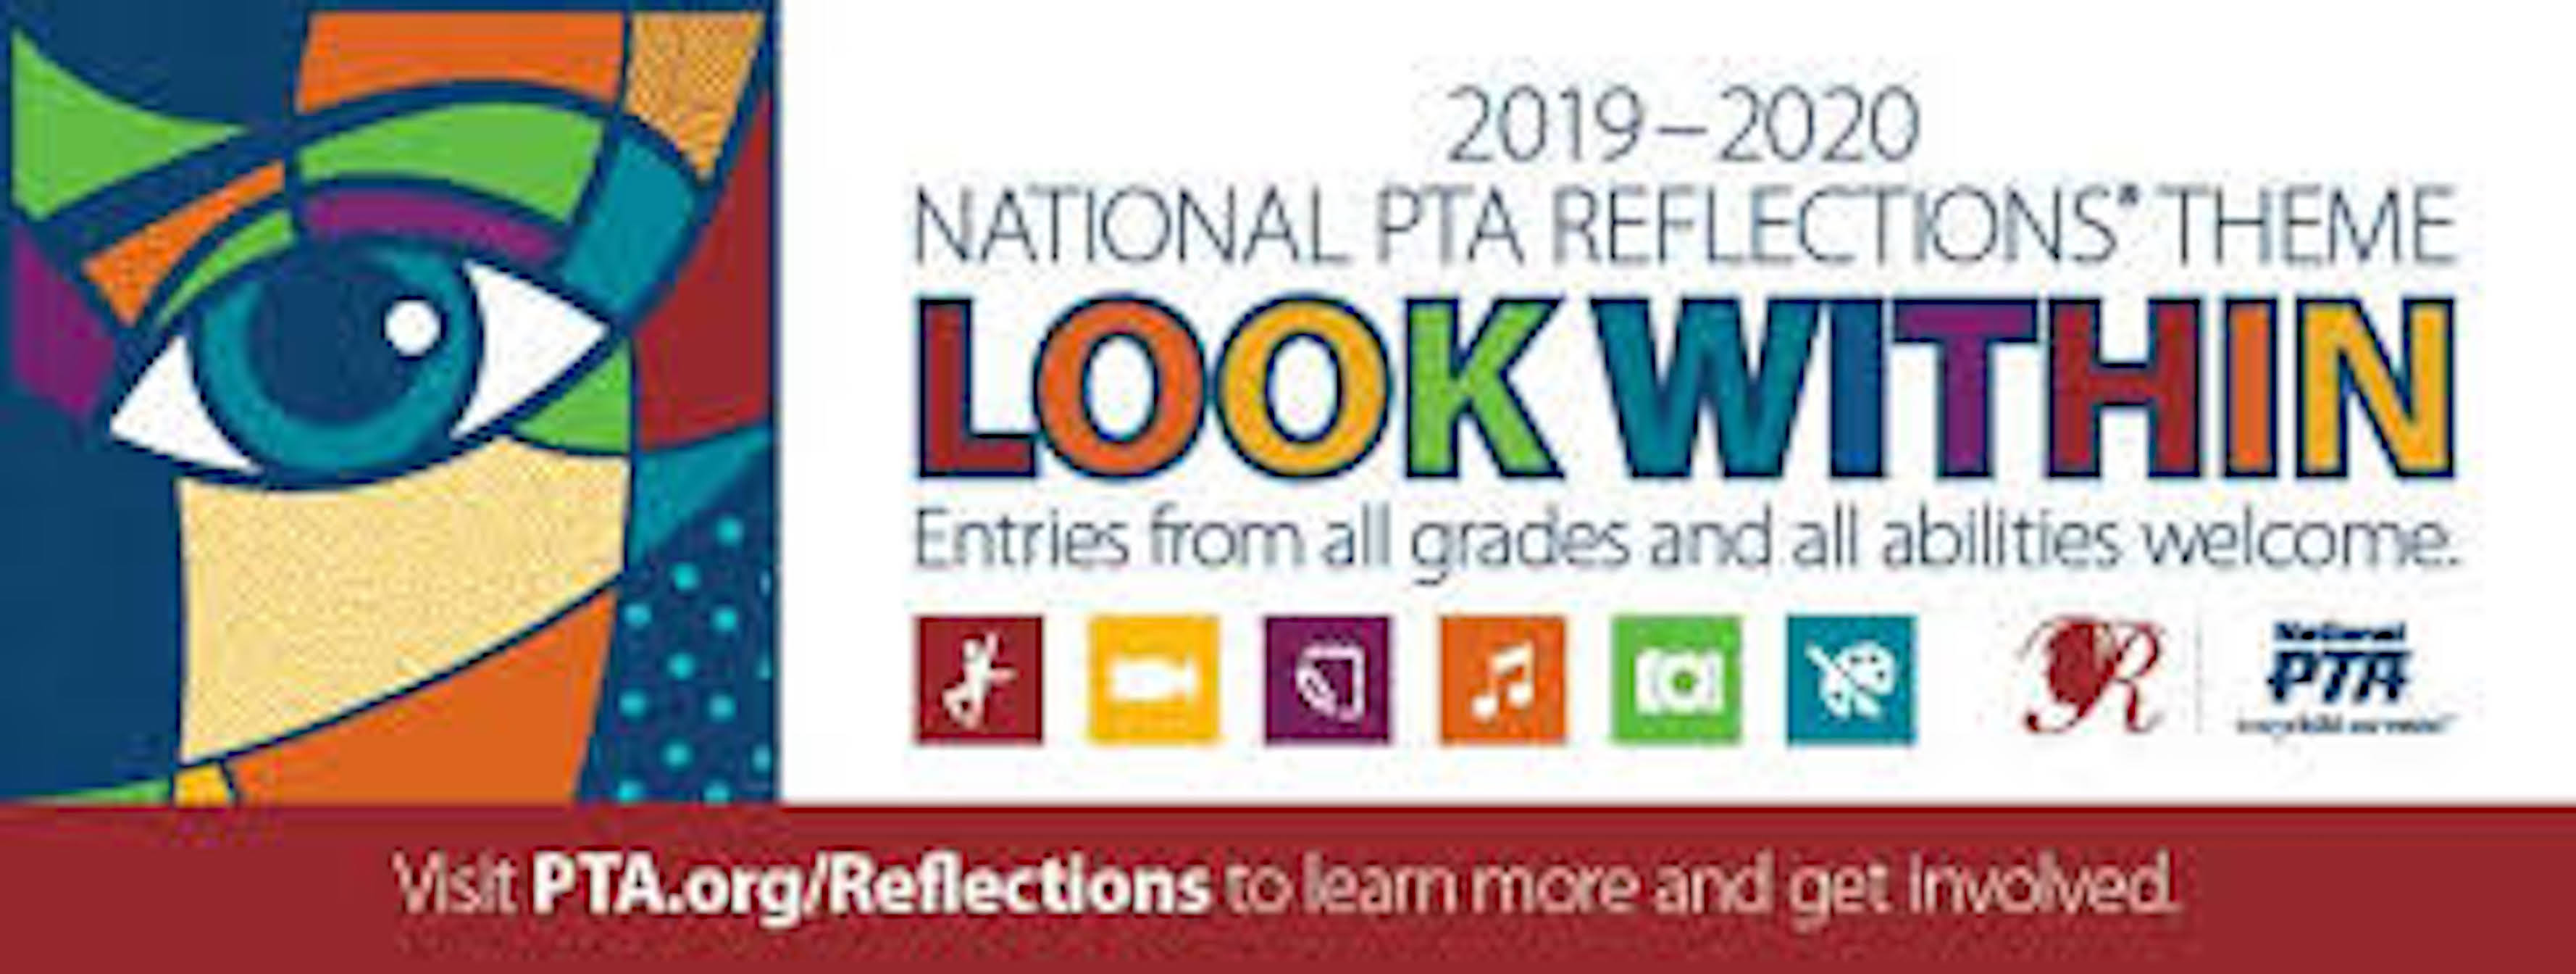 2019–2020
NATIONAL PTA REFLECTIONS® THEME
LOOK WITHIN
Entries from all grades and all abilities welcome.
R
National
PTA
Visit PTA.org/Reflections to learn more and get involved.